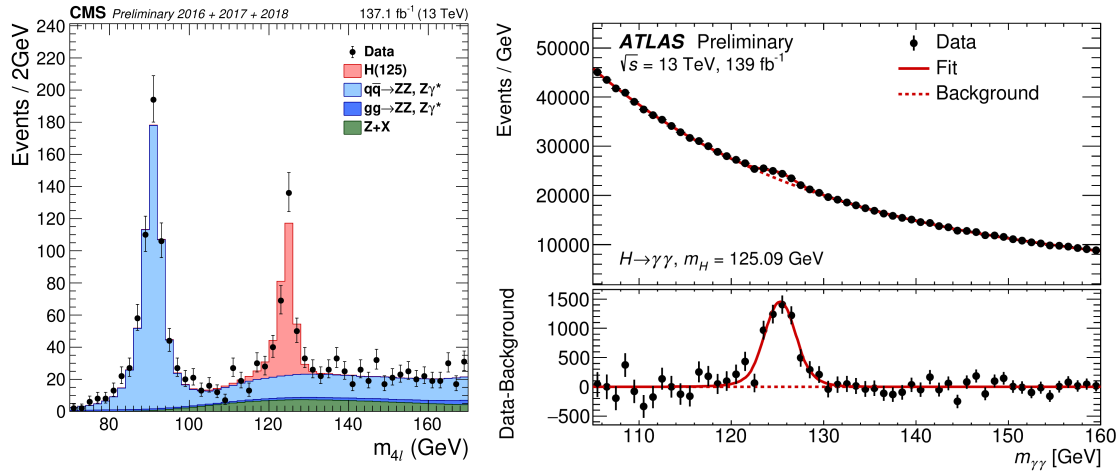 CMS Preliminary 2016 + 2017 + 2018 137.1 fb⁻¹ (13 TeV)
Events / 2GeV
240
220
200
180
160
140
120
100
80
60
40
20
0
Data
H(125)
qq̅→ZZ, Zγ*
gg→ZZ, Zγ*
Z+X
80 100 120 140 160
m₄ₗ (GeV)
Events / GeV
50000
40000
30000
20000
10000
ATLAS Preliminary
√s = 13 TeV, 139 fb⁻¹
Data
Fit
Background
H→γγ, m_H = 125.09 GeV
Data-Background
1500
1000
500
0
−500
110 120 130 140 150 160
m_γγ [GeV]